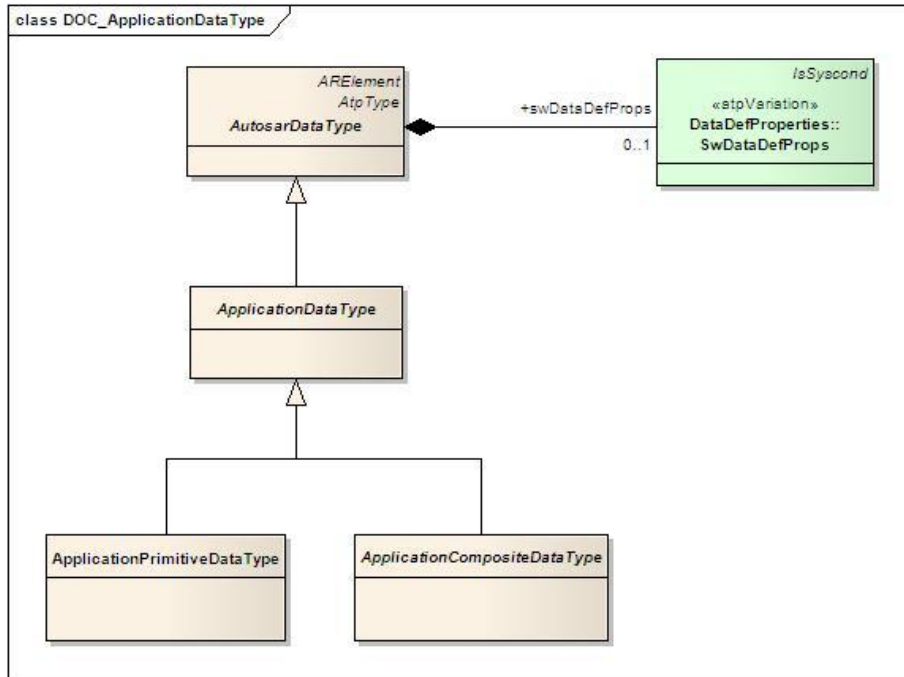 class DOC_ApplicationDataType
ARElement
AtpType
AutosarDataType
+swDataDefProps
0..1
IsSyscond
«atpVariation»
DataDefProperties::
SwDataDefProps
ApplicationDataType
ApplicationPrimitiveDataType
ApplicationCompositeDataType